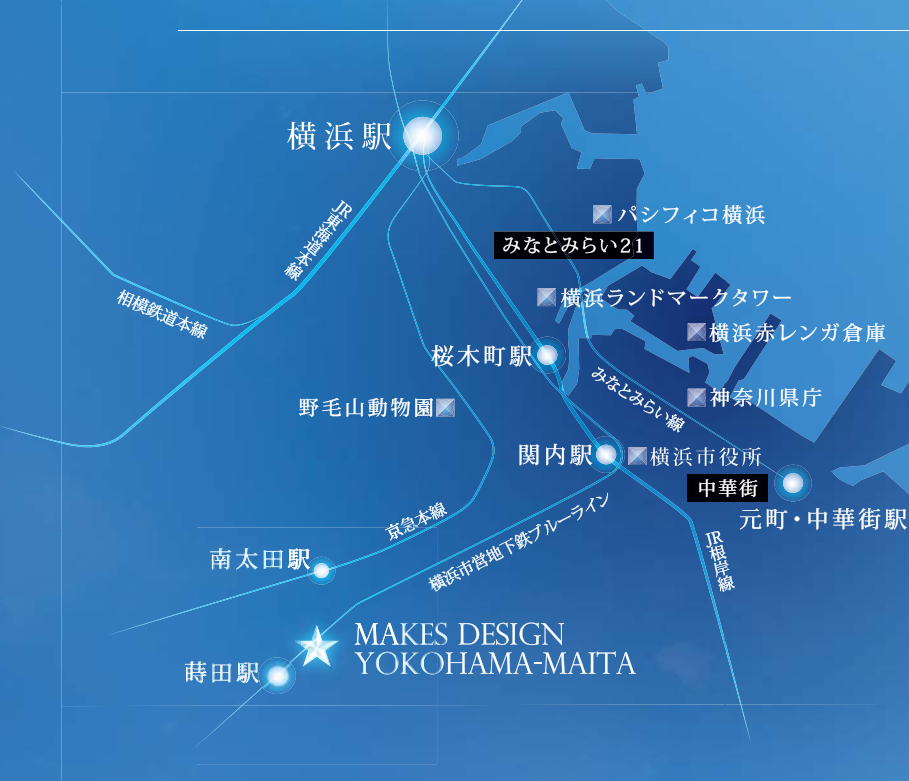 横浜駅
JR東海道本線
パシフィコ横浜
みなとみらい21
相模鉄道本線
横浜ランドマークタワー
横浜赤レンガ倉庫
桜木町駅
みなとみらい線
神奈川県庁
野毛山動物園
関内駅
横浜市役所
中華街
元町・中華街駅
京急本線
横浜市営地下鉄ブルーライン
JR根岸線
南太田駅
MAKES DESIGN
YOKOHAMA-MAITA
蒔田駅